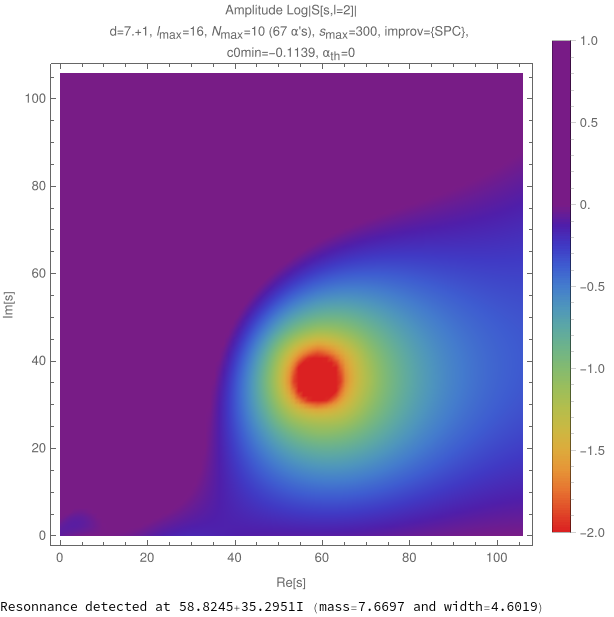 Amplitude Log|S[s,l=2]|
d=7.+1, lmax=16, Nmax=10 (67 α's), smax=300, improv={SPC},
c0min=−0.1139, αth=0
1.0
0.5
0.
−0.5
−1.0
−1.5
−2.0
100
80
60
40
20
0
Im[s]
0 20 40 60 80 100
Re[s]
Resonnance detected at 58.8245+35.2951I (mass=7.6697 and width=4.6019)